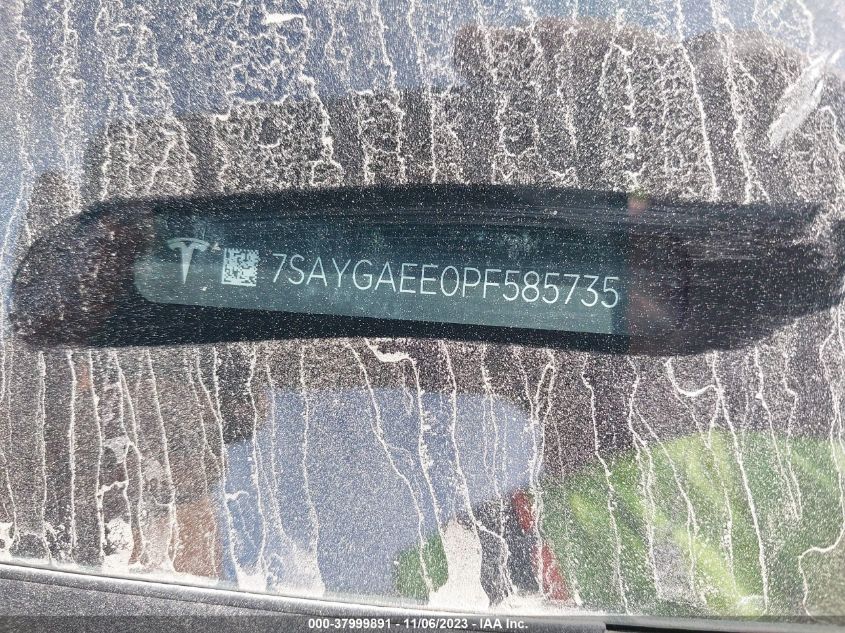 7SAYGAEE0PF585735
000-37999891 - 11/06/2023 - IAA Inc.